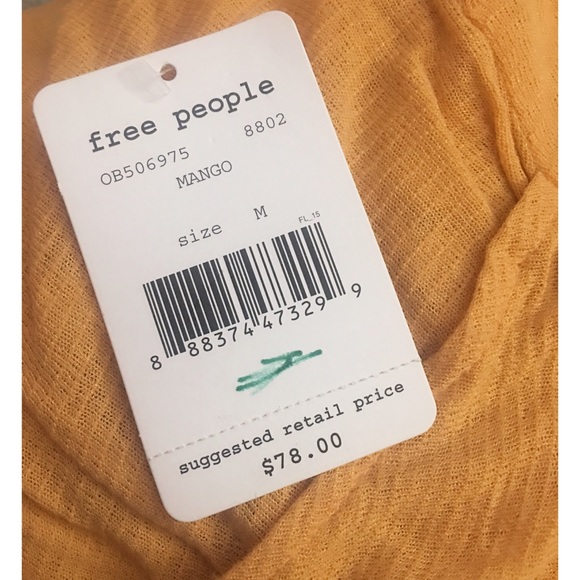 free people
OB506975 8802
MANGO
size M FL_15
8 88374 47329 9
suggested retail price
$78.00